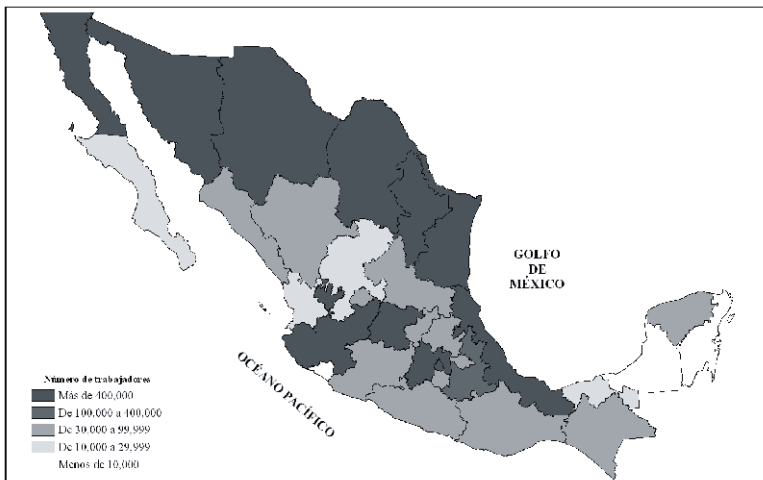 GOLFO
DE
MÉXICO
OCÉANO PACÍFICO
Número de trabajadores
Más de 400,000
De 100,000 a 400,000
De 30,000 a 99,999
De 10,000 a 29,999
Menos de 10,000